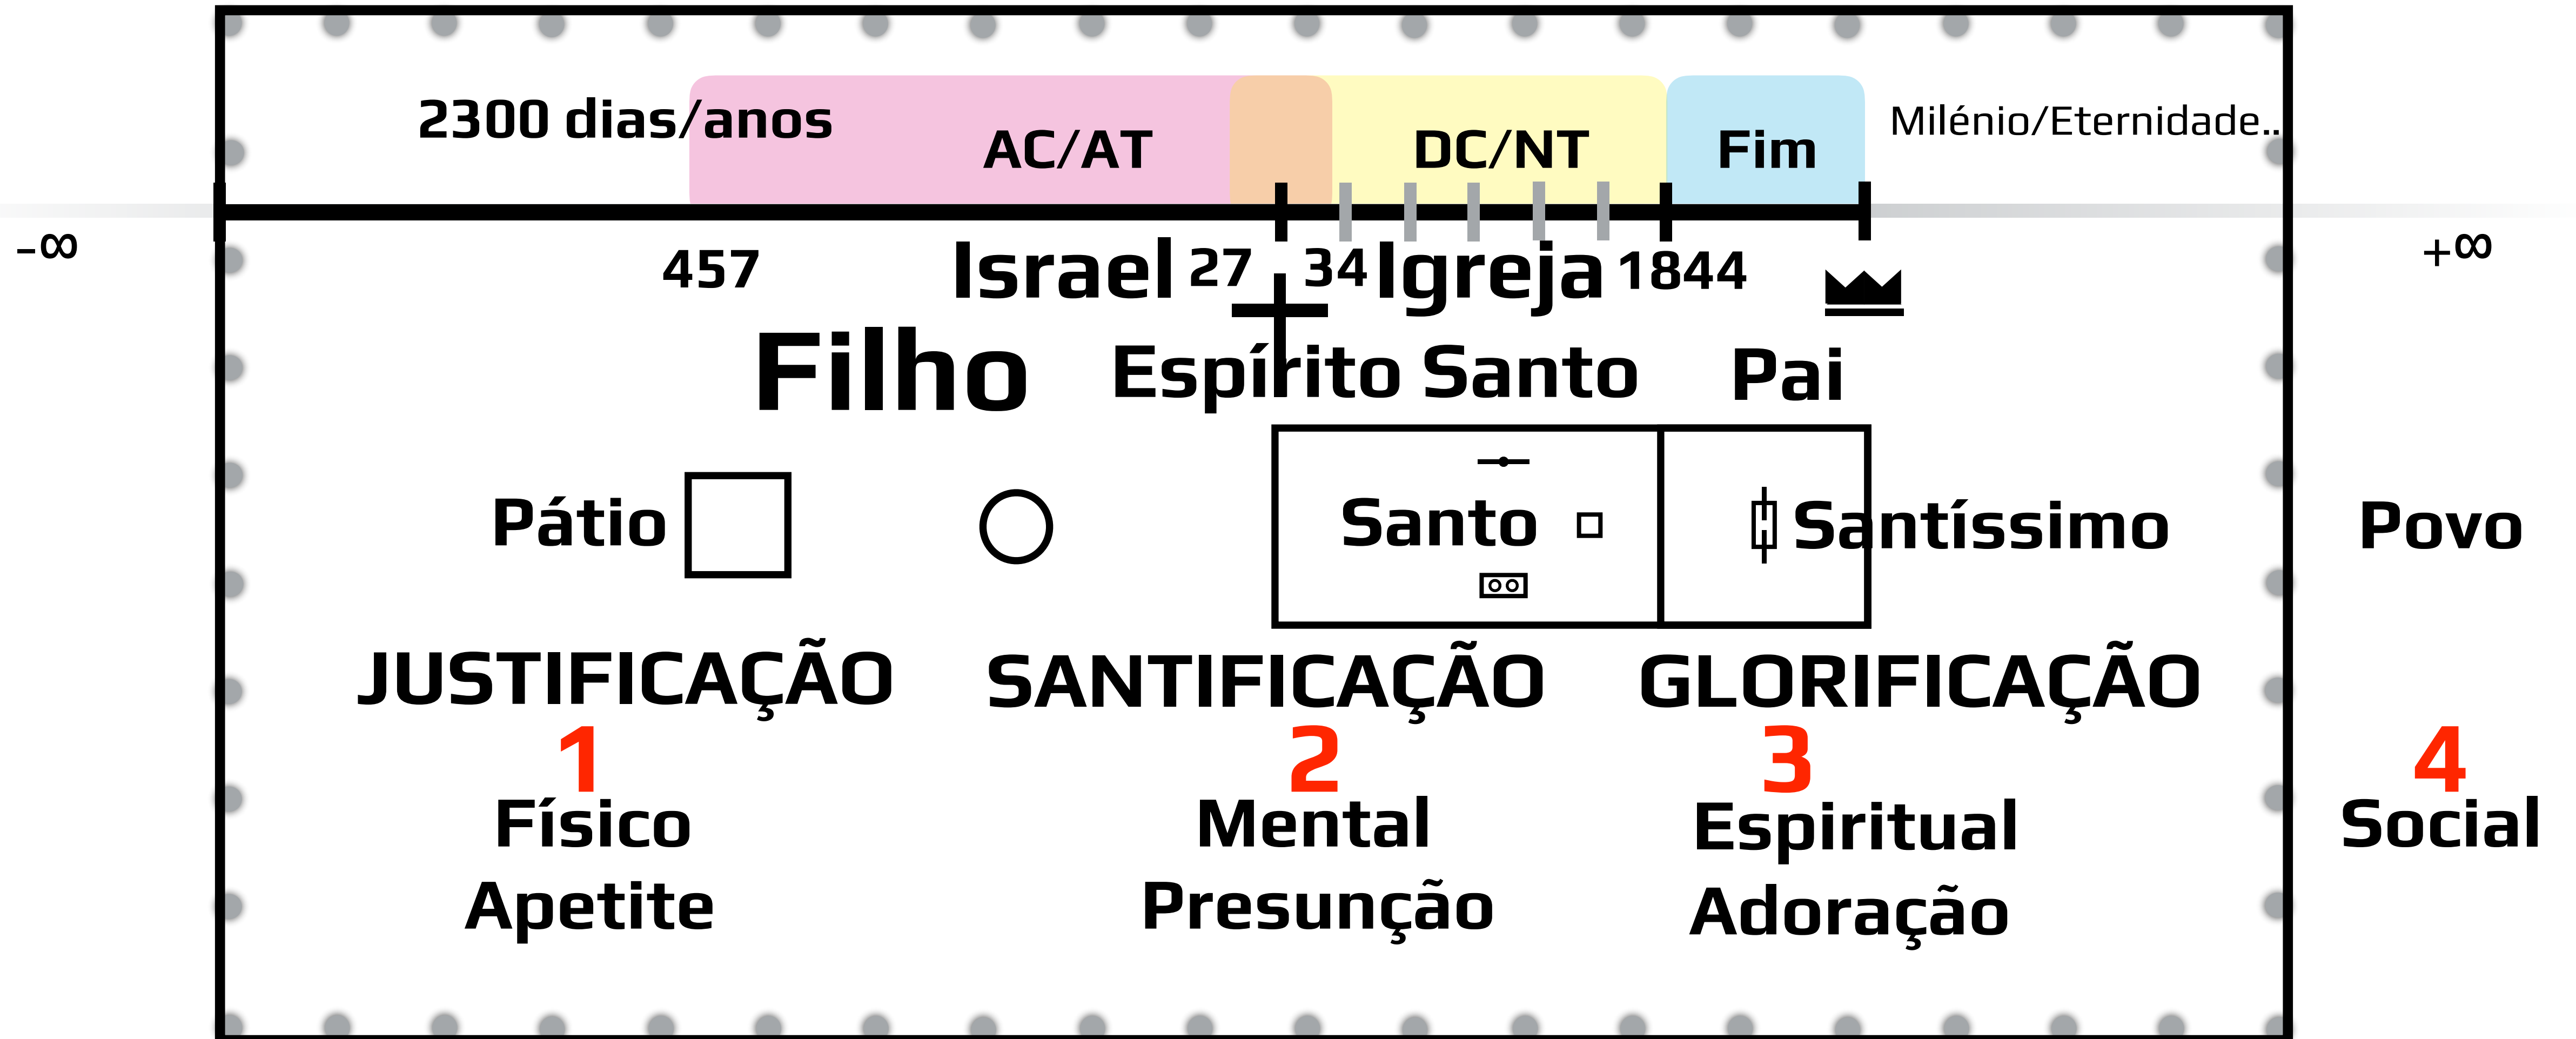 2300 dias/anos
AC/AT
DC/NT
Fim
Milénio/Eternidade..
-∞
457
Israel
27
34
Igreja
1844
+∞
Filho
Espírito Santo
Pai
Pátio
Santo
Santíssimo
Povo
JUSTIFICAÇÃO
SANTIFICAÇÃO
GLORIFICAÇÃO
1
2
3
4
Físico
Mental
Espiritual
Social
Apetite
Presunção
Adoração